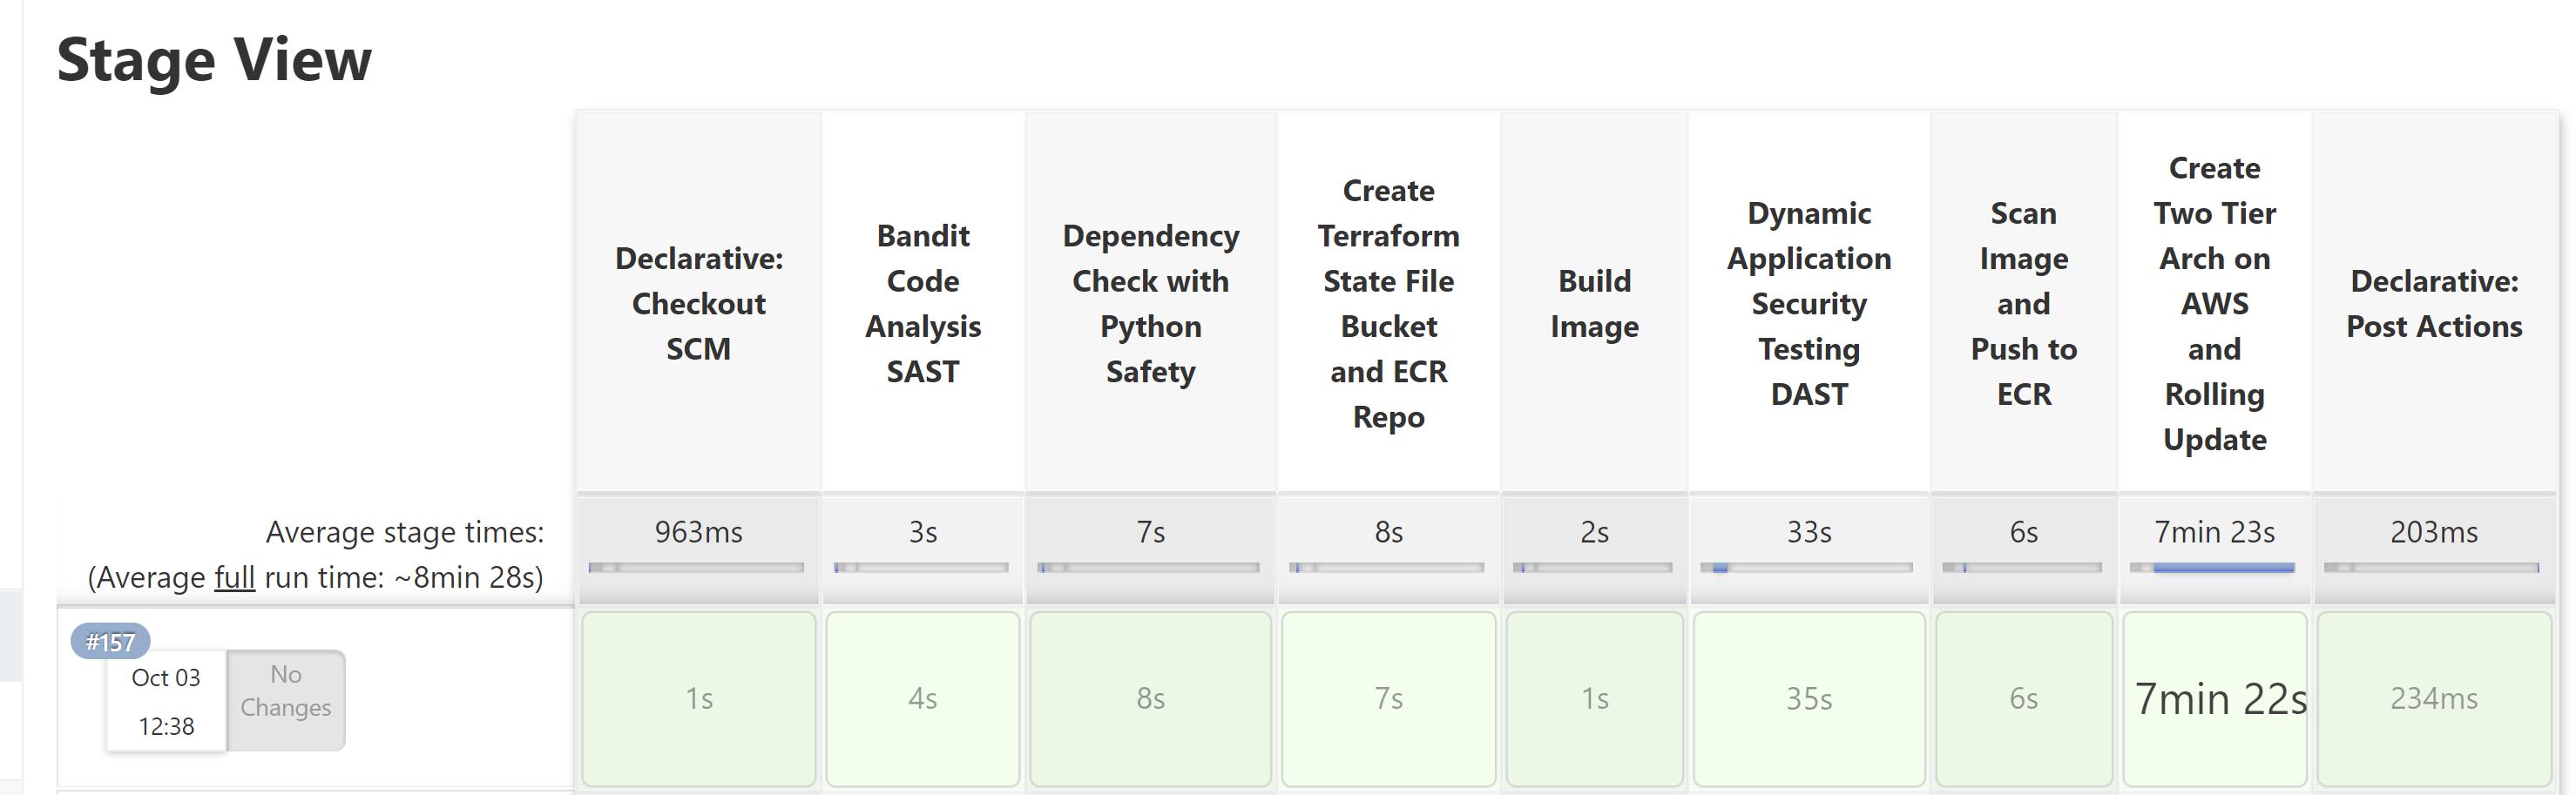 Stage View
Declarative:
Checkout
SCM
Bandit
Code
Analysis
SAST
Dependency
Check with
Python
Safety
Create
Terraform
State File
Bucket
and ECR
Repo
Build
Image
Dynamic
Application
Security
Testing
DAST
Scan
Image
and
Push to
ECR
Create
Two Tier
Arch on
AWS
and
Rolling
Update
Declarative:
Post Actions
Average stage times:
(Average full run time: ~8min 28s)
963ms
3s
7s
8s
2s
33s
6s
7min 23s
203ms
#157
Oct 03
12:38
No
Changes
1s
4s
8s
7s
1s
35s
6s
7min 22s
234ms